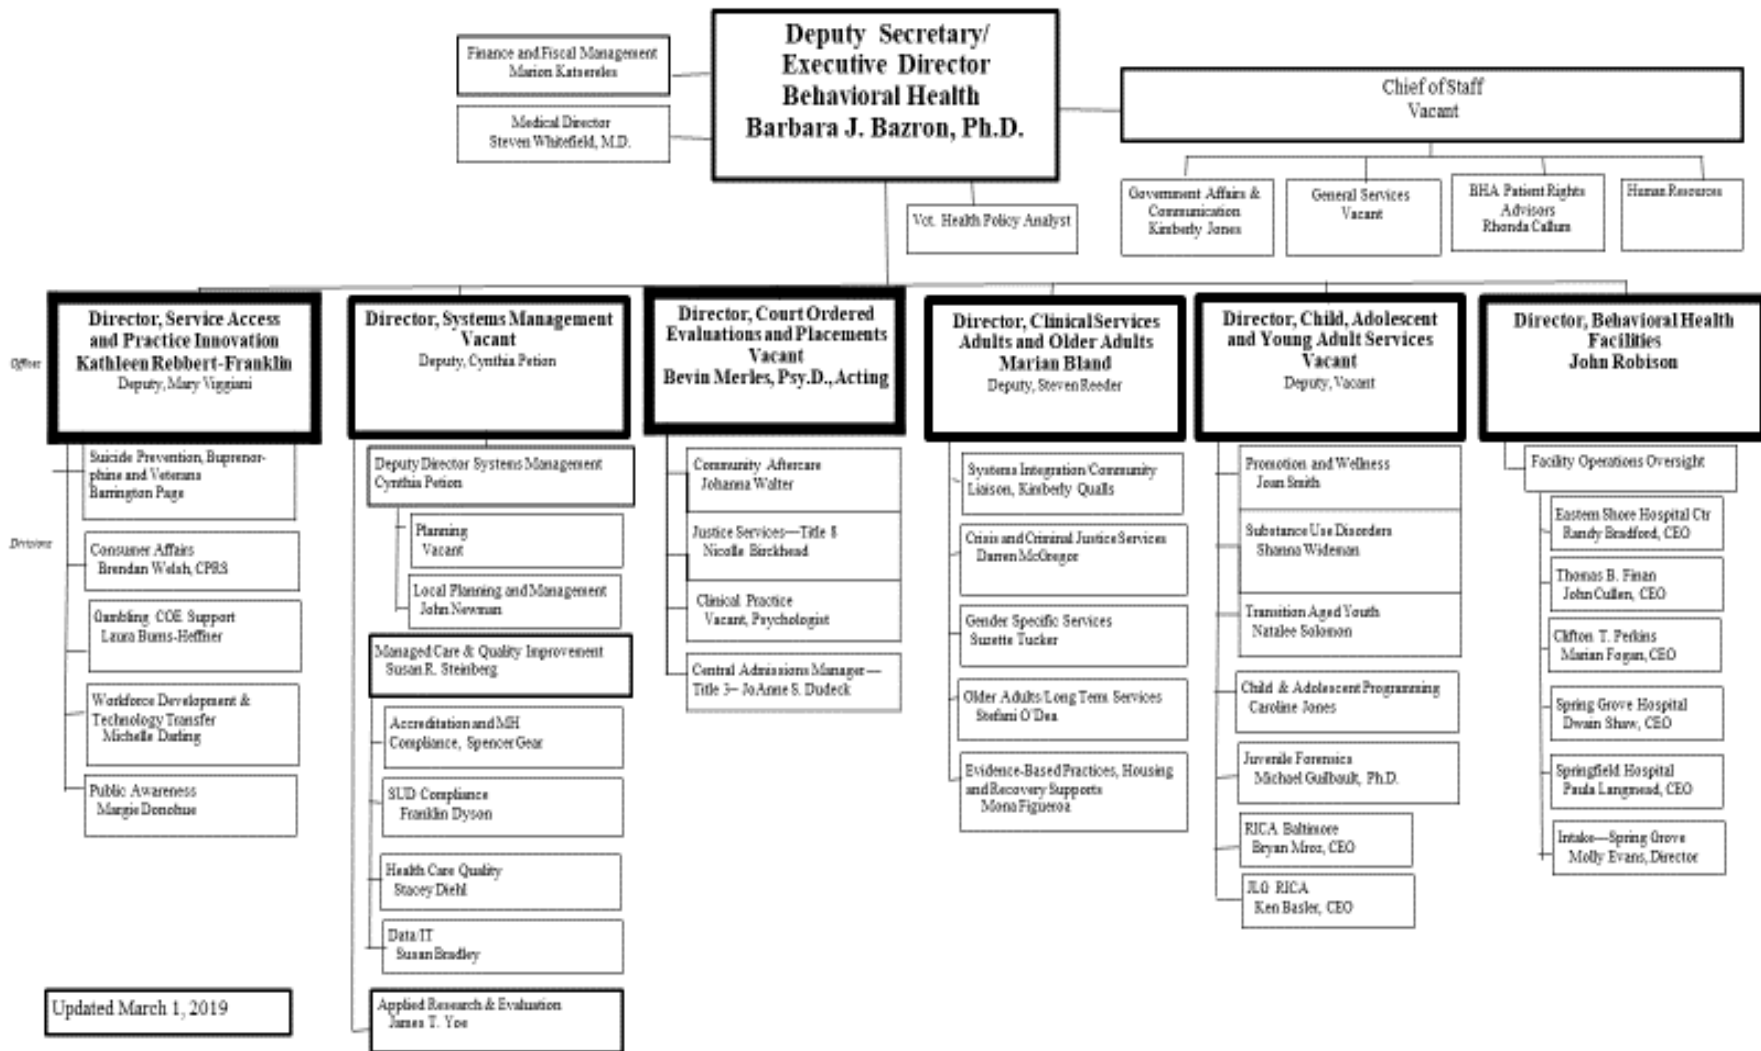 Deputy Secretary/
Executive Director
Behavioral Health
Barbara J. Bazron, Ph.D.
Finance and Fiscal Management
Marion Katsereles
Medical Director
Steven Whitefield, M.D.
Chief of Staff
Vacant
Vct. Health Policy Analyst
Government Affairs &
Communication
Kimberly Jones
General Services
Vacant
BHA Patient Rights
Advisors
Rhonda Callum
Human Resources
Offices
Director, Service Access
and Practice Innovation
Kathleen Rebbert-Franklin
Deputy, Mary Viggiani
Director, Systems Management
Vacant
Deputy, Cynthia Petion
Director, Court Ordered
Evaluations and Placements
Vacant
Bevin Merles, Psy.D., Acting
Director, Clinical Services
Adults and Older Adults
Marian Bland
Deputy, Steven Reeder
Director, Child, Adolescent
and Young Adult Services
Vacant
Deputy, Vacant
Director, Behavioral Health
Facilities
John Robison
Divisions
Suicide Prevention, Buprenor-
phine and Veterans
Barrington Page
Consumer Affairs
Brendan Welsh, CPRS
Gambling COE Support
Laura Burns-Heffner
Workforce Development &
Technology Transfer
Michelle Darling
Public Awareness
Margie Donohue
Deputy Director Systems Management
Cynthia Petion
Planning
Vacant
Local Planning and Management
John Newman
Managed Care & Quality Improvement
Susan R. Steinberg
Accreditation and MH
Compliance, Spencer Gear
SUD Compliance
Franklin Dyson
Health Care Quality
Stacey Diehl
Data/IT
Susan Bradley
Applied Research & Evaluation
James T. Yoe
Community Aftercare
Johanna Walter
Justice Services—Title 8
Nicolle Birckhead
Clinical Practice
Vacant, Psychologist
Central Admissions Manager—
Title 3– JoAnne S. Dudeck
Systems Integration/Community
Liaison, Kimberly Qualls
Crisis and Criminal Justice Services
Darren McGregor
Gender Specific Services
Suzette Tucker
Older Adults/Long Term Services
Stefani O'Dea
Evidence-Based Practices, Housing
and Recovery Supports
Mona Figueroa
Promotion and Wellness
Joan Smith
Substance Use Disorders
Shanna Wideman
Transition Aged Youth
Natalee Solomon
Child & Adolescent Programming
Caroline Jones
Juvenile Forensics
Michael Guilbault, Ph.D.
RICA Baltimore
Bryan Mroz, CEO
JLG RICA
Ken Basler, CEO
Facility Operations Oversight
Eastern Shore Hospital Ctr
Randy Bradford, CEO
Thomas B. Finan
John Cullen, CEO
Clifton T. Perkins
Marian Fogan, CEO
Spring Grove Hospital
Dwain Shaw, CEO
Springfield Hospital
Paula Langmead, CEO
Intake—Spring Grove
Molly Evans, Director
Updated March 1, 2019